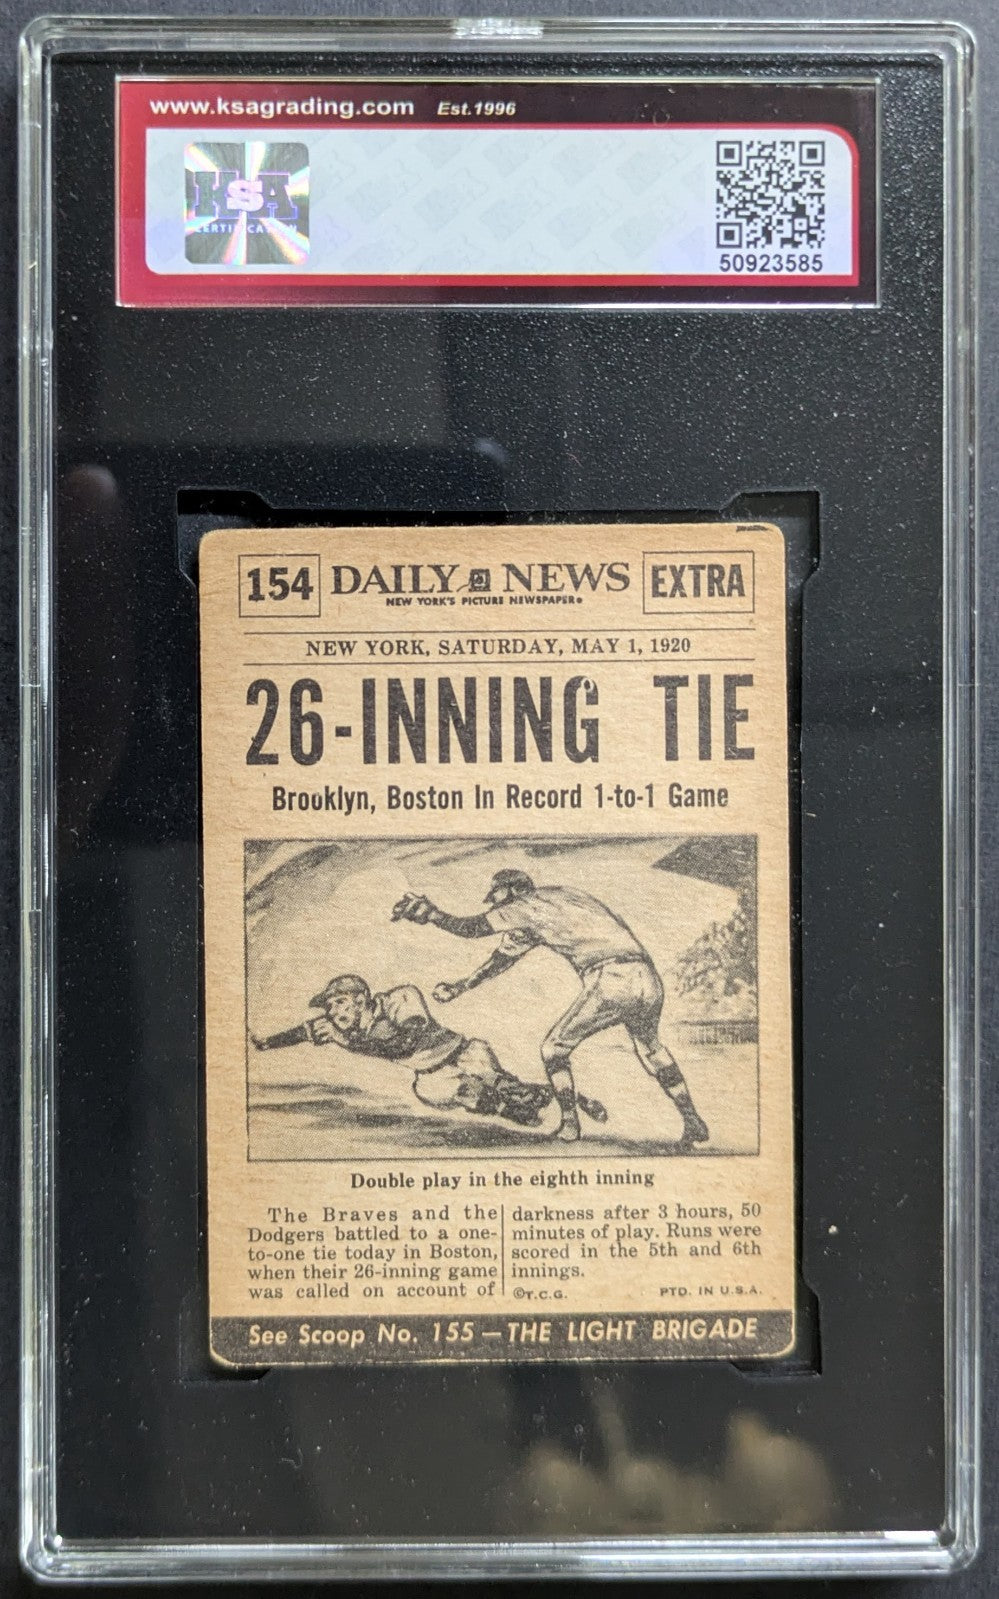 www.ksagrading.com Est.1996
KSA
CERTIFICATION
50923585
154 DAILY NEWS EXTRA
NEW YORK'S PICTURE NEWSPAPER
NEW YORK, SATURDAY, MAY 1, 1920
26-INNING TIE
Brooklyn, Boston In Record 1-to-1 Game
Double play in the eighth inning
The Braves and the
Dodgers battled to a one-
to-one tie today in Boston,
when their 26-inning game
was called on account of
darkness after 3 hours, 50
minutes of play. Runs were
scored in the 5th and 6th
innings.
©T.C.G. PTD. IN U.S.A.
See Scoop No. 155 — THE LIGHT BRIGADE